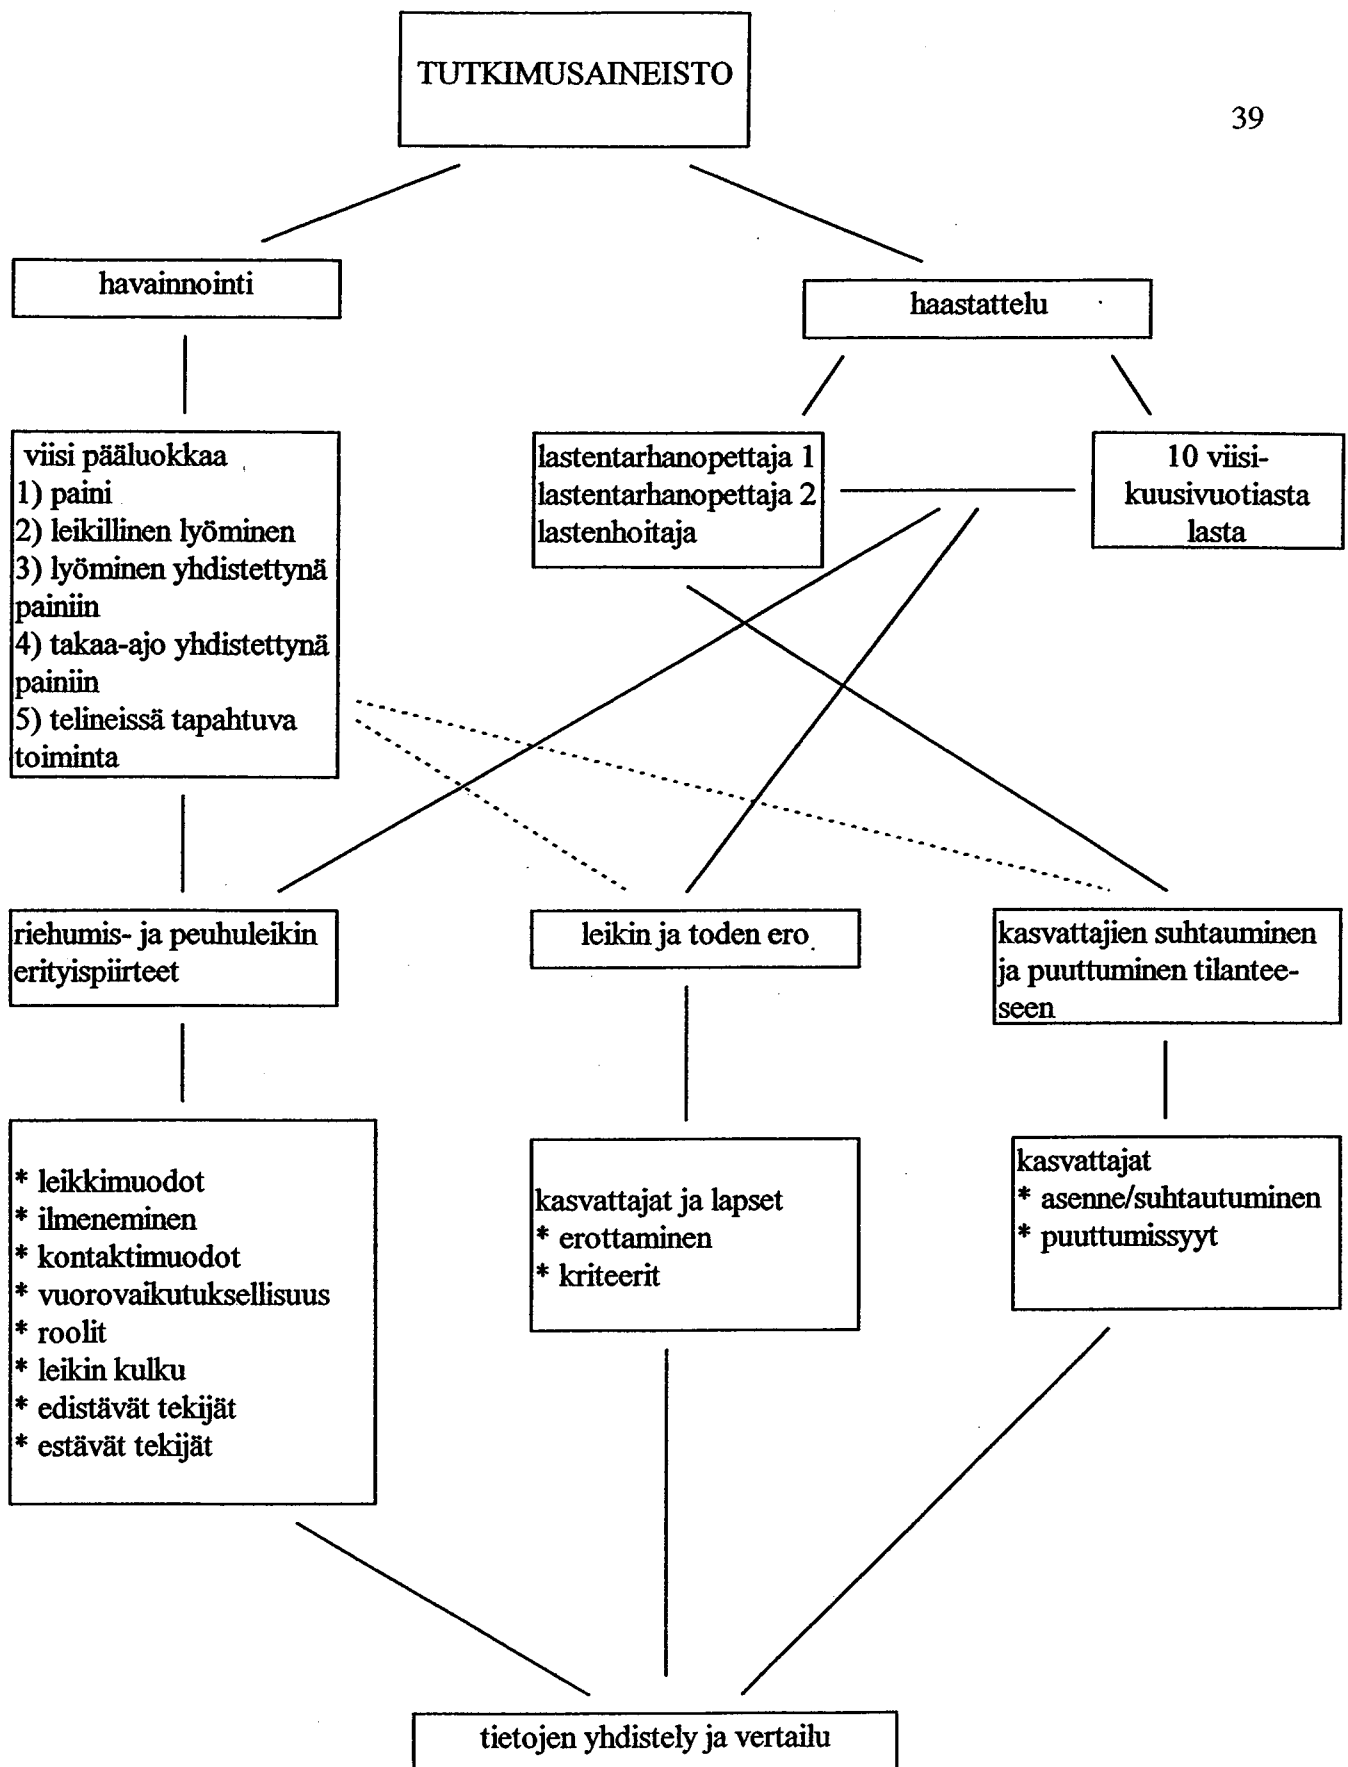 TUTKIMUSAINEISTO
39
havainnointi
haastattelu
viisi pääluokkaa
1) paini
2) leikillinen lyöminen
3) lyöminen yhdistettynä
painiin
4) takaa-ajo yhdistettynä
painiin
5) telineissä tapahtuva
toiminta
lastentarhanopettaja 1
lastentarhanopettaja 2
lastenhoitaja
10 viisi-
kuusivuotiasta
lasta
riehumis- ja peuhuleikin
erityispiirteet
leikin ja toden ero
kasvattajien suhtauminen
ja puuttuminen tilantee-
seen
* leikkimuodot
* ilmeneminen
* kontaktimuodot
* vuorovaikutuksellisuus
* roolit
* leikin kulku
* edistävät tekijät
* estävät tekijät
kasvattajat ja lapset
* erottaminen
* kriteerit
kasvattajat
* asenne/suhtautuminen
* puuttumissyyt
tietojen yhdistely ja vertailu